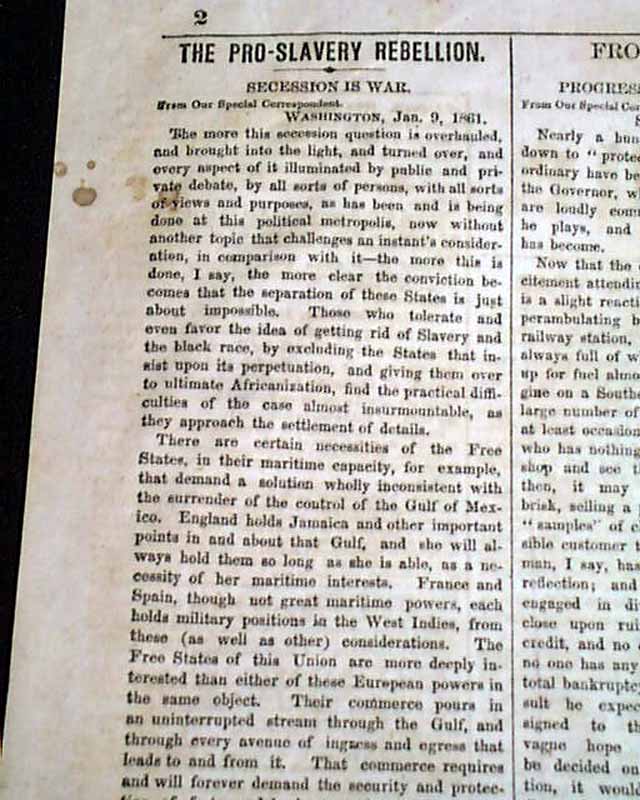 2
THE PRO-SLAVERY REBELLION.
SECESSION IS WAR.
From Our Special Correspondent.
WASHINGTON, Jan. 9, 1861.
The more this secession question is overhauled,
and brought into the light, and turned over, and
every aspect of it illuminated by public and pri-
vate debate, by all sorts of persons, with all sorts
of views and purposes, as has been and is being
done at this political metropolis, now without
another topic that challenges an instant's consider-
ation, in comparison with it—the more this is
done, I say, the more clear the conviction be-
comes that the separation of these States is just
about impossible. Those who tolerate and
even favor the idea of getting rid of Slavery and
the black race, by excluding the States that in-
sist upon its perpetuation, and giving them over
to ultimate Africanization, find the practical diffi-
culties of the case almost insurmountable, as
they approach the settlement of details.
There are certain necessities of the Free
States, in their maritime capacity, for example,
that demand a solution wholly inconsistent with
the surrender of the control of the Gulf of Mex-
ico. England holds Jamaica and other important
points in and about that Gulf, and she will al-
ways hold them so long as she is able, as a ne-
cessity of her maritime interests. France and
Spain, though not great maritime powers, each
holds military positions in the West Indies, from
these (as well as other) considerations. The
Free States of this Union are more deeply in-
terested than either of these European powers in
the same object. Their commerce pours in
an uninterrupted stream through the Gulf, and
through every avenue of ingress and egress that
leads to and from it. That commerce requires
and will forever demand the security and protec-
FRO
PROGRES
From Our Special Co
Nearly a hun
down to "prote
ordinary have be
the Governor, w
are loudly com
he plays, and
has become.
Now that the
citement attendi
is a slight reacti
perambulating b
railway station,
always full of w
up for fuel almo
gine on a South
large number of
at least occasion
who has nothing
shop and see t
then, it may
brisk, selling a
"samples" of
sible customer t
man, I say, has
reflection; and
engaged in di
close upon rui
credit, and no
no one has any
total bankrupt
sult he expec
signed to th
vague hope
be decided on
tion, it woul